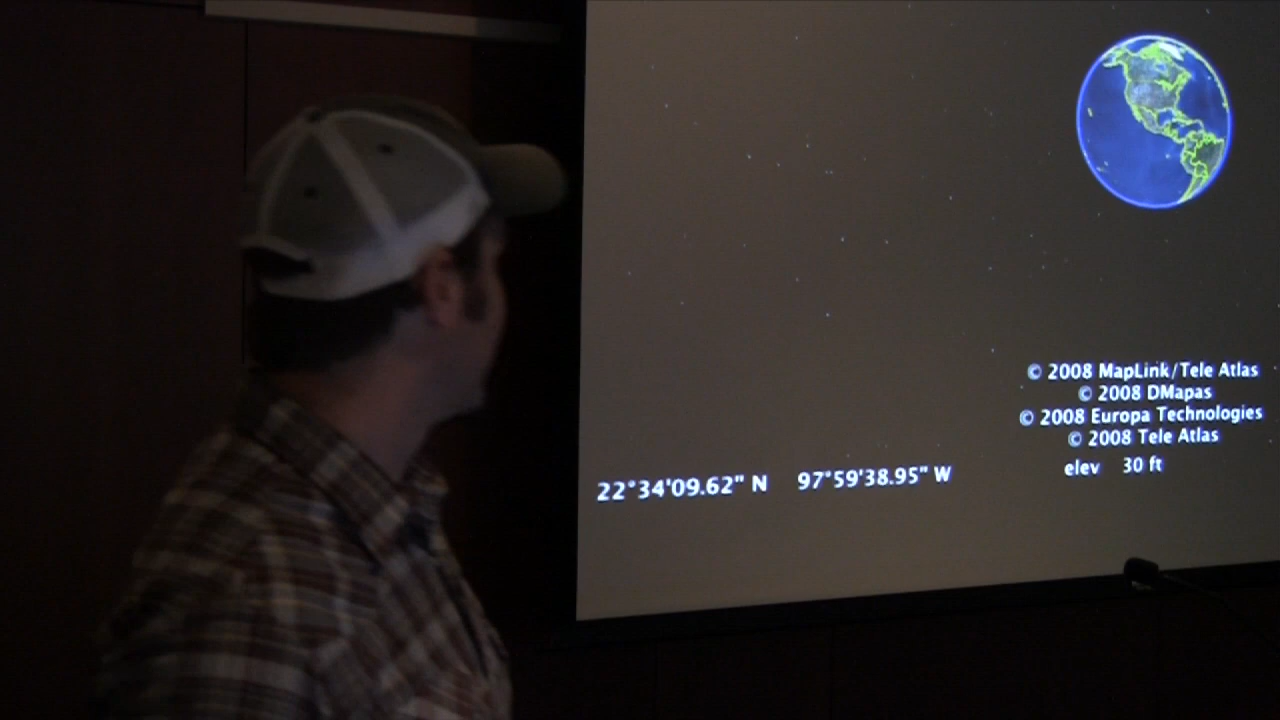 © 2008 MapLink/Tele Atlas
© 2008 DMapas
© 2008 Europa Technologies
© 2008 Tele Atlas
22°34'09.62" N 97°59'38.95" W elev 30 ft